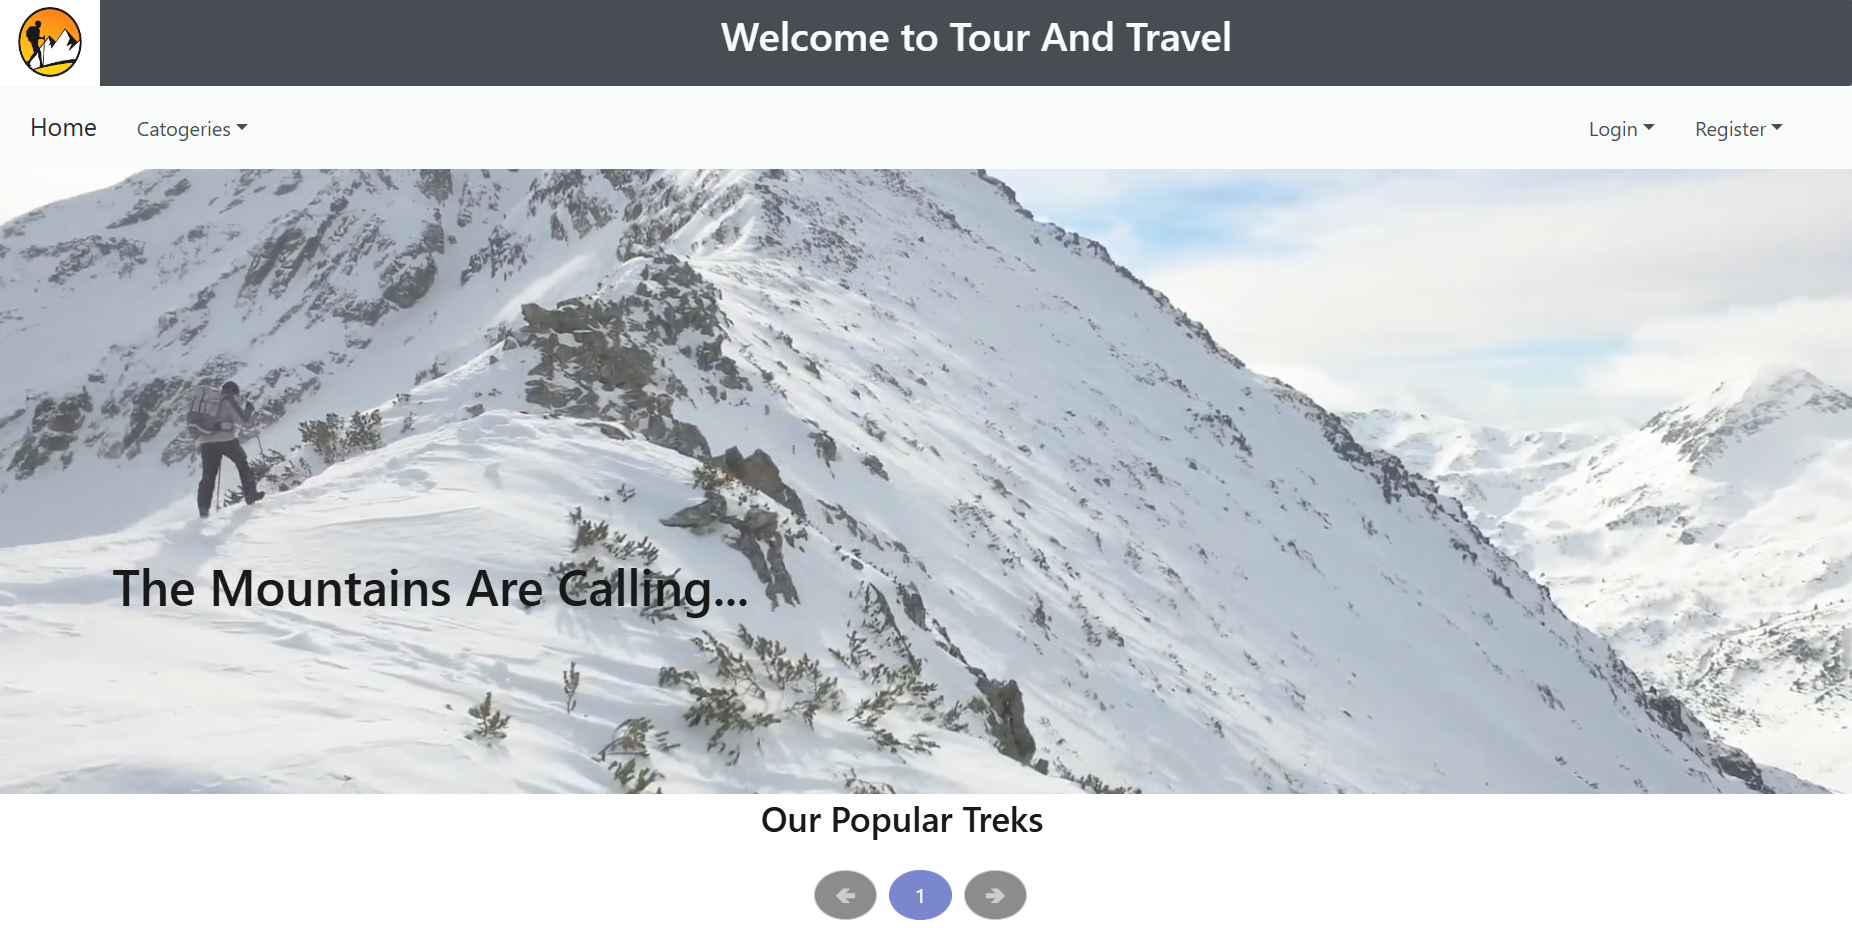 Welcome to Tour And Travel
Home Catogeries Login Register
The Mountains Are Calling...
Our Popular Treks
1